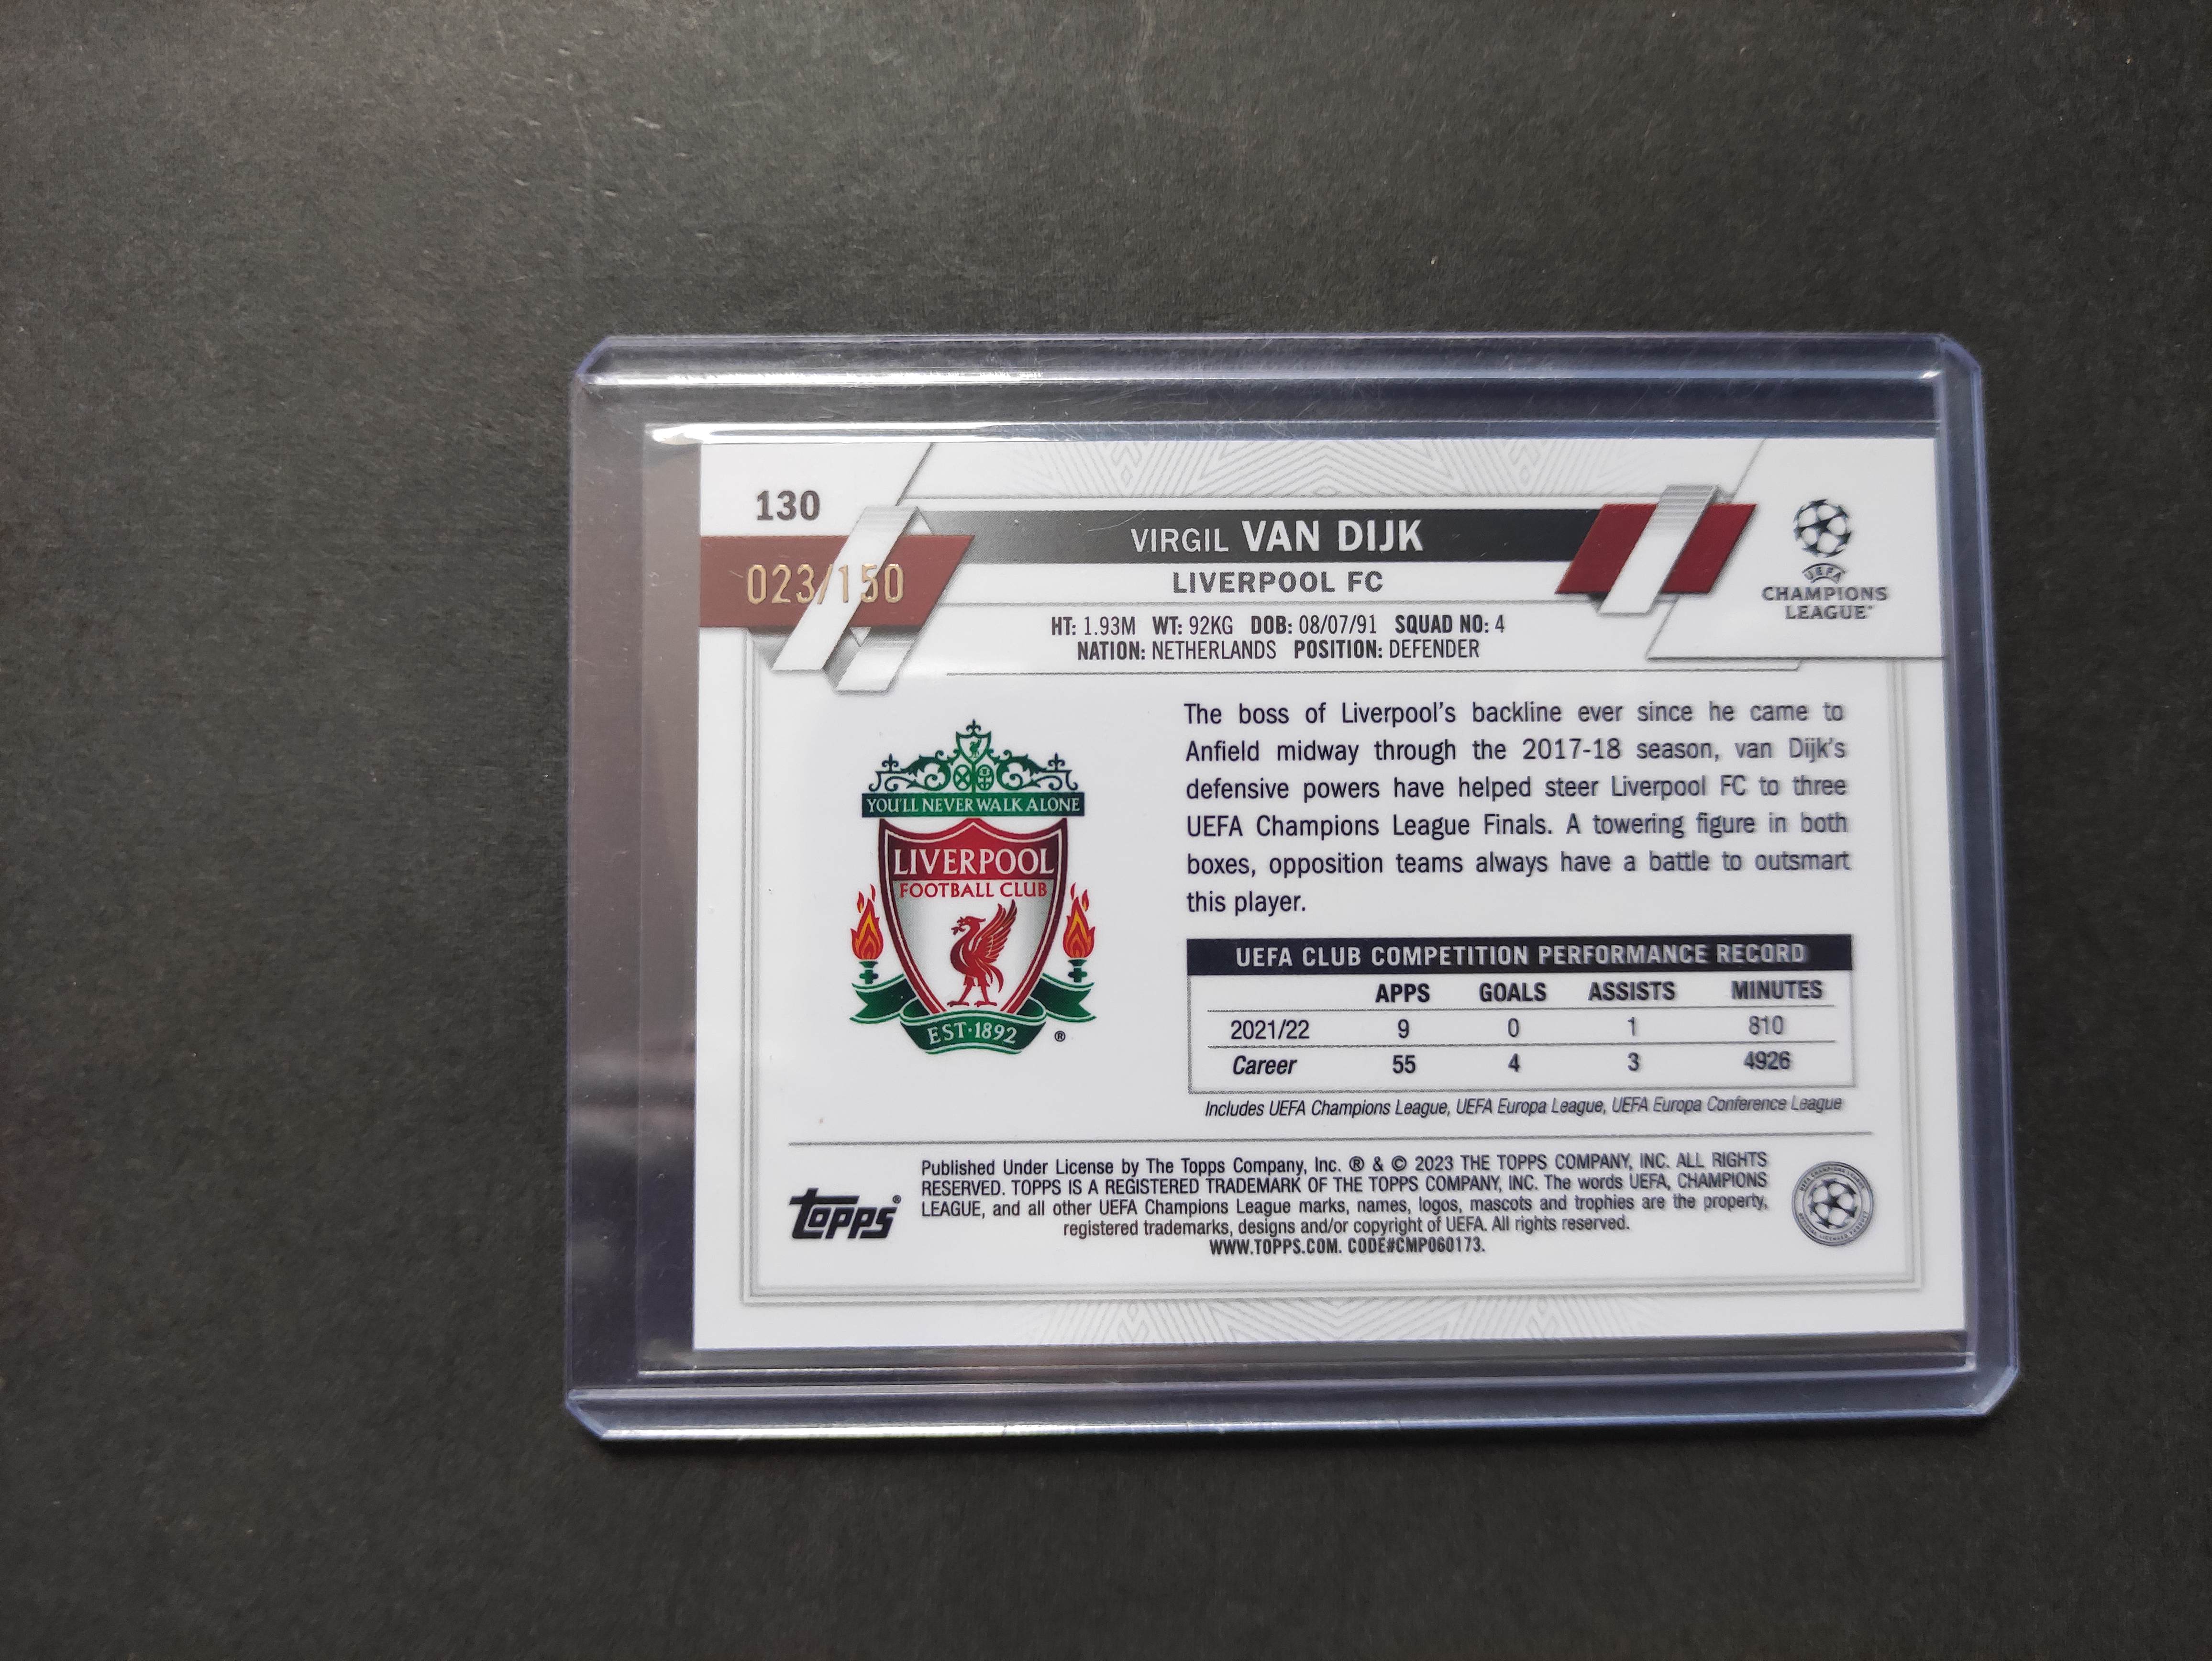 130
023/150
VIRGIL VAN DIJK
LIVERPOOL FC
HT: 1.93M WT: 92KG DOB: 08/07/91 SQUAD NO: 4
NATION: NETHERLANDS POSITION: DEFENDER
UEFA
CHAMPIONS
LEAGUE®
YOU'LL NEVER WALK ALONE
LIVERPOOL
FOOTBALL CLUB
EST·1892
®
The boss of Liverpool's backline ever since he came to
Anfield midway through the 2017-18 season, van Dijk's
defensive powers have helped steer Liverpool FC to three
UEFA Champions League Finals. A towering figure in both
boxes, opposition teams always have a battle to outsmart
this player.
UEFA CLUB COMPETITION PERFORMANCE RECORD
APPS GOALS ASSISTS MINUTES
2021/22 9 0 1 810
Career 55 4 3 4926
Includes UEFA Champions League, UEFA Europa League, UEFA Europa Conference League
Topps®
Published Under License by The Topps Company, Inc. ® & © 2023 THE TOPPS COMPANY, INC. ALL RIGHTS
RESERVED. TOPPS IS A REGISTERED TRADEMARK OF THE TOPPS COMPANY, INC. The words UEFA, CHAMPIONS
LEAGUE, and all other UEFA Champions League marks, names, logos, mascots and trophies are the property,
registered trademarks, designs and/or copyright of UEFA. All rights reserved.
WWW.TOPPS.COM. CODE#CMP060173.